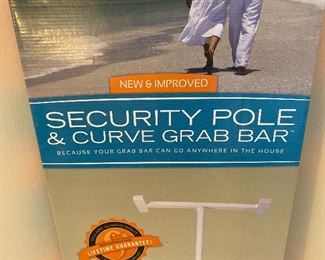 NEW & IMPROVED
SECURITY POLE
& CURVE GRAB BAR™
BECAUSE YOUR GRAB BAR CAN GO ANYWHERE IN THE HOUSE
LIFETIME GUARANTEE!